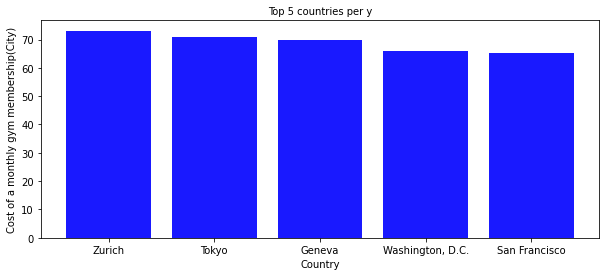 Top 5 countries per y
Cost of a monthly gym membership(City)
70
60
50
40
30
20
10
0
Zurich
Tokyo
Geneva
Washington, D.C.
San Francisco
Country